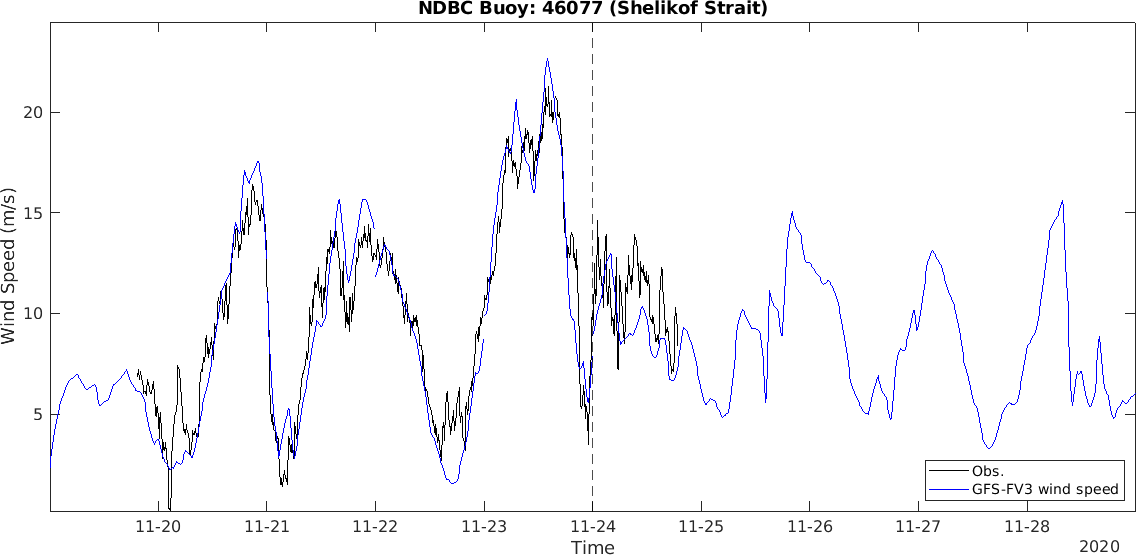 NDBC Buoy: 46077 (Shelikof Strait)
Wind Speed (m/s)
20
15
10
5
11-20 11-21 11-22 11-23 11-24 11-25 11-26 11-27 11-28
Time
2020
Obs.
GFS-FV3 wind speed